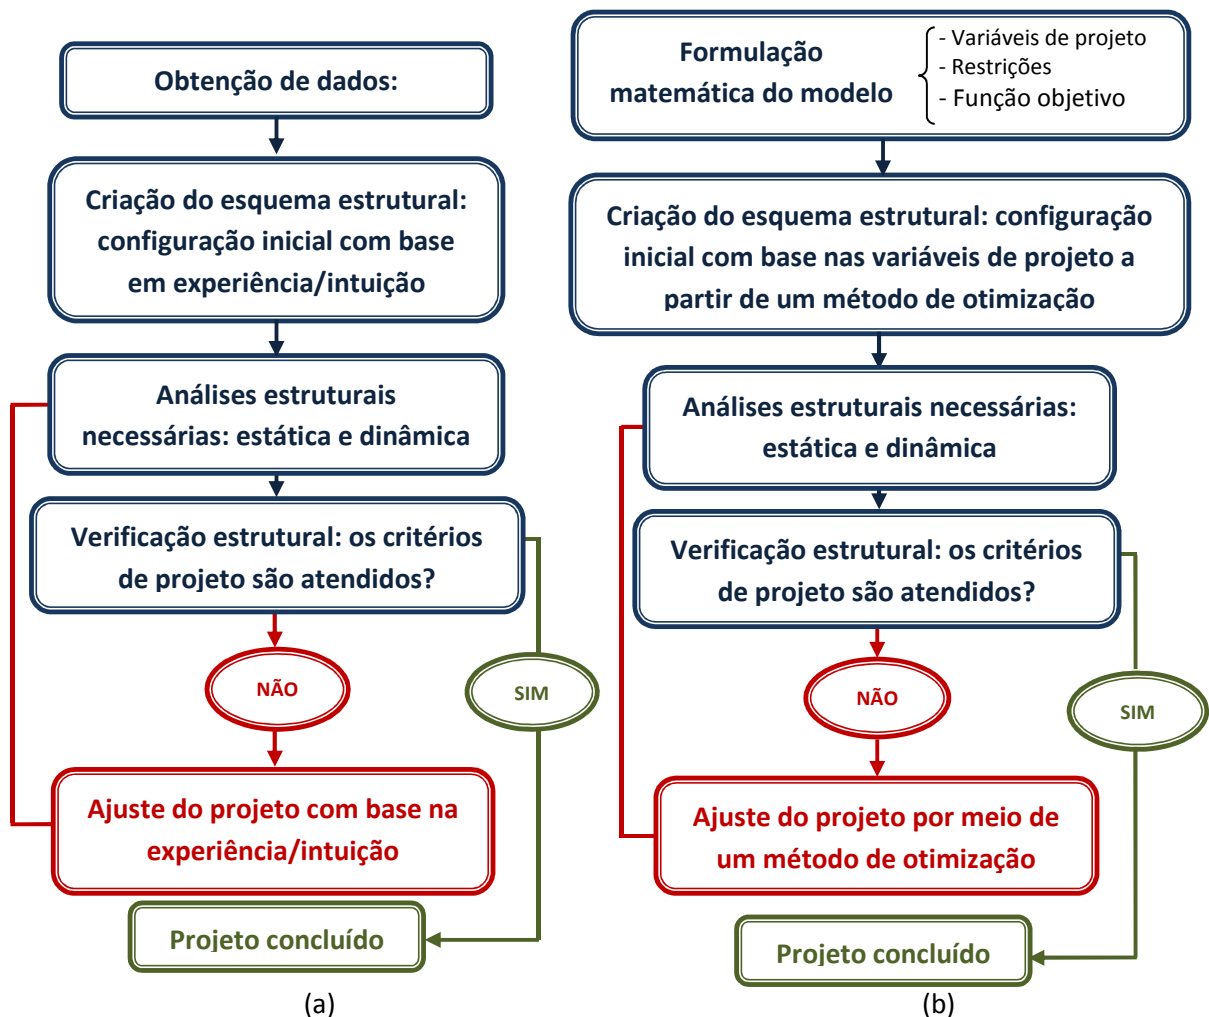 Obtenção de dados:
Criação do esquema estrutural:
configuração inicial com base
em experiência/intuição
Análises estruturais
necessárias: estática e dinâmica
Verificação estrutural: os critérios
de projeto são atendidos?
NÃO
SIM
Ajuste do projeto com base na
experiência/intuição
Projeto concluído
(a)
Formulação
matemática do modelo
- Variáveis de projeto
- Restrições
- Função objetivo
Criação do esquema estrutural: configuração
inicial com base nas variáveis de projeto a
partir de um método de otimização
Análises estruturais necessárias:
estática e dinâmica
Verificação estrutural: os critérios
de projeto são atendidos?
NÃO
SIM
Ajuste do projeto por meio de
um método de otimização
Projeto concluído
(b)